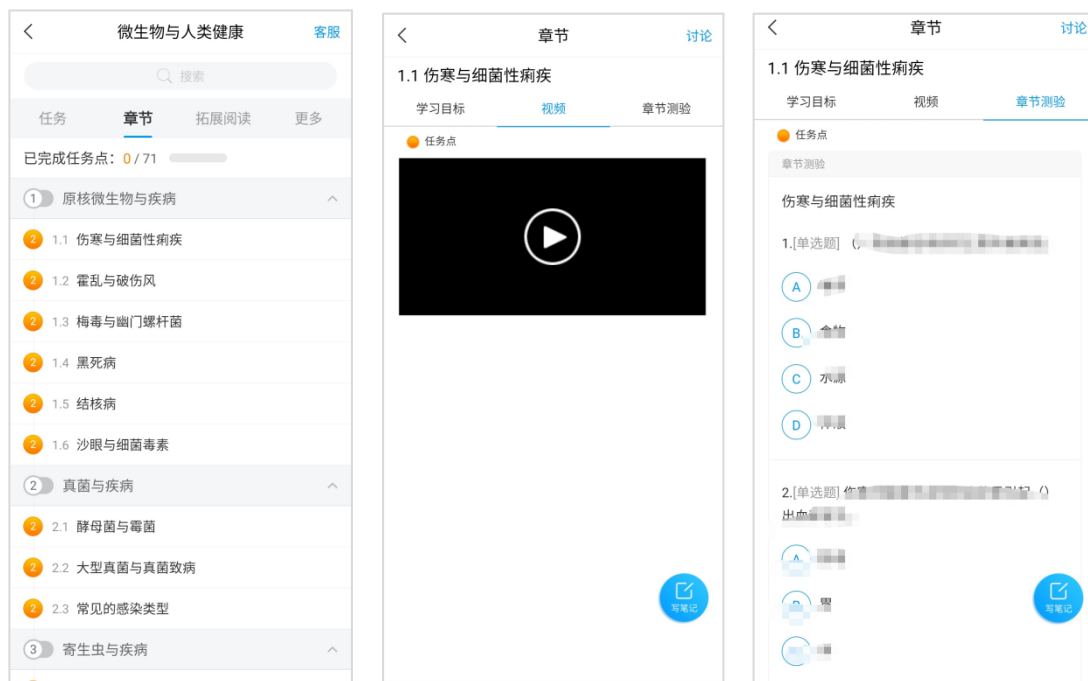 微生物与人类健康
客服
搜索
任务 章节 拓展阅读 更多
已完成任务点：0 / 71
1 原核微生物与疾病
2 1.1 伤寒与细菌性痢疾
2 1.2 霍乱与破伤风
2 1.3 梅毒与幽门螺杆菌
2 1.4 黑死病
2 1.5 结核病
2 1.6 沙眼与细菌毒素
2 真菌与疾病
2 2.1 酵母菌与霉菌
2 2.2 大型真菌与真菌致病
2 2.3 常见的感染类型
3 寄生虫与疾病
章节
讨论
1.1 伤寒与细菌性痢疾
学习目标 视频 章节测验
任务点
写笔记
章节
讨论
1.1 伤寒与细菌性痢疾
学习目标 视频 章节测验
任务点
章节测验
伤寒与细菌性痢疾
1.[单选题] （
A
B
C
D
2.[单选题] ()
出血
A
胃
写笔记